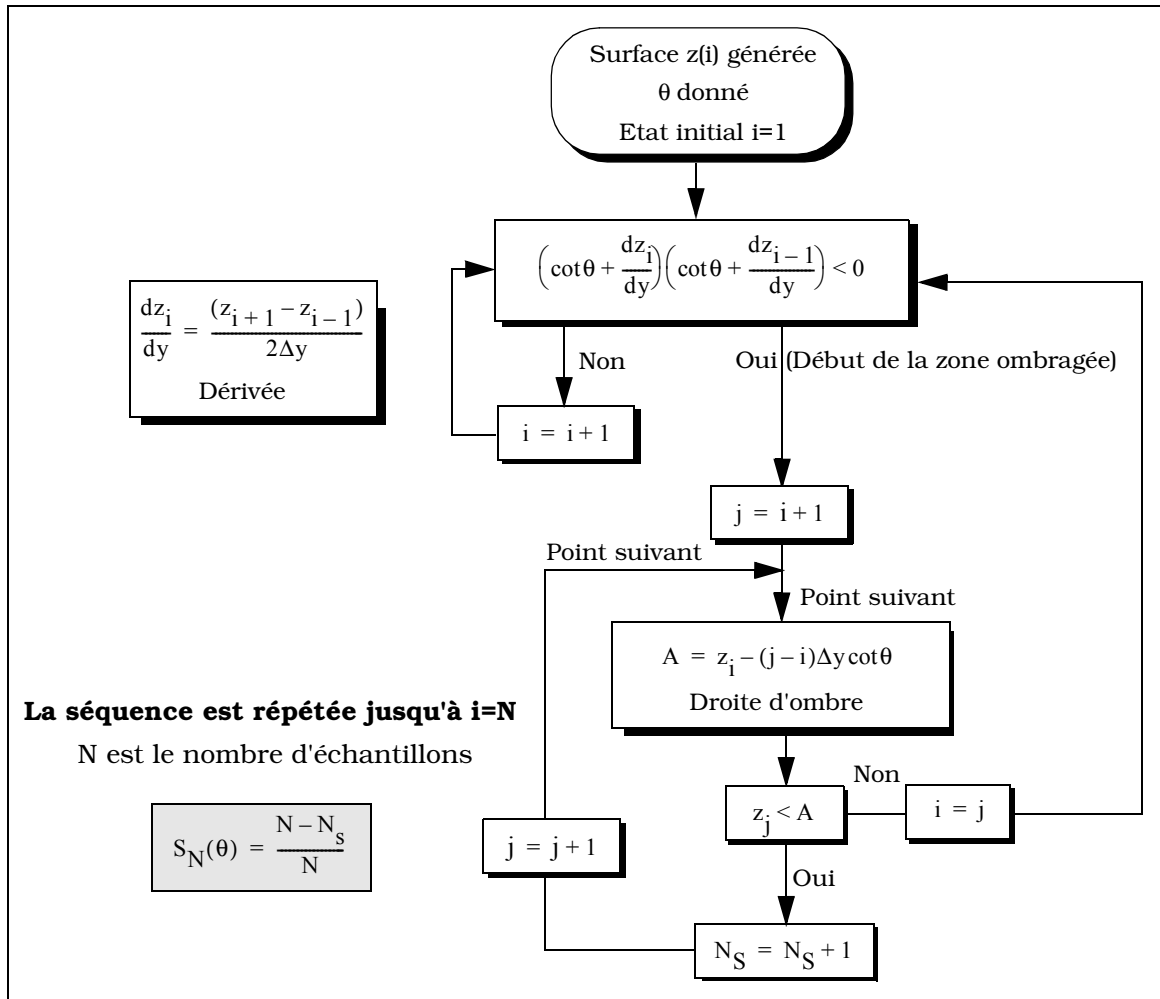 Surface z(i) générée
θ donné
Etat initial i=1
(cotθ + dz_i/dy)(cotθ + dz_{i−1}/dy) < 0
dz_i/dy = (z_{i+1} − z_{i−1})/2Δy
Dérivée
Non
Oui (Début de la zone ombragée)
i = i + 1
j = i + 1
Point suivant
Point suivant
A = z_i − (j − i)Δy cotθ
Droite d'ombre
La séquence est répétée jusqu'à i=N
N est le nombre d'échantillons
Non
z_j < A
i = j
S_N(θ) = (N − N_s)/N
j = j + 1
Oui
N_S = N_S + 1